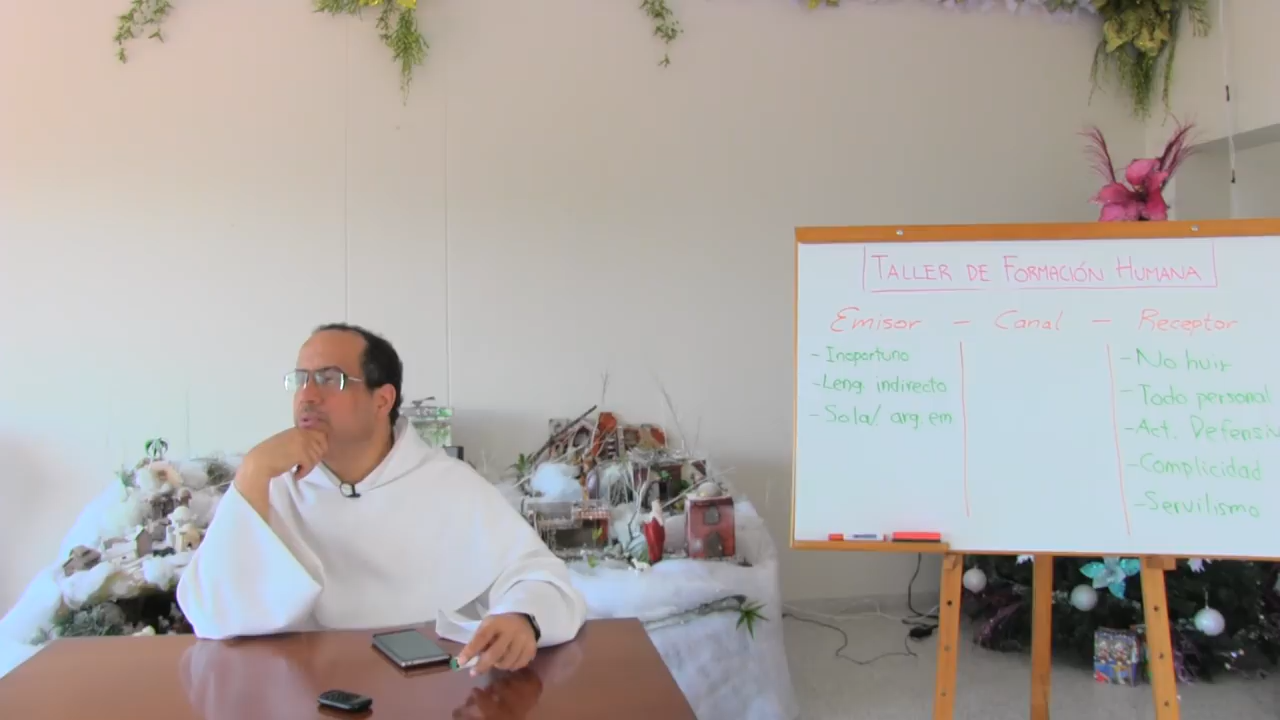 TALLER DE FORMACIÓN HUMANA
Emisor - Canal - Receptor
- Inoportuno
- Leng. indirecto
- Sola/ arg em
- No huir
- Todo personal
- Act. Defensiv
- Complicidad
- Servilismo